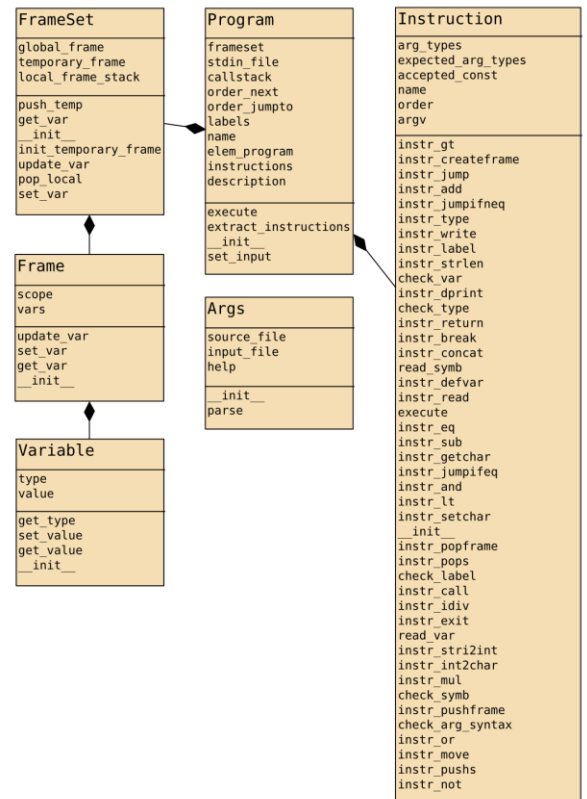 FrameSet
global_frame
temporary_frame
local_frame_stack
push_temp
get_var
__init__
init_temporary_frame
update_var
pop_local
set_var
Frame
scope
vars
update_var
set_var
get_var
__init__
Variable
type
value
get_type
set_value
get_value
__init__
Program
frameset
stdin_file
callstack
order_next
order_jumpto
labels
name
elem_program
instructions
description
execute
extract_instructions
__init__
set_input
Args
source_file
input_file
help
__init__
parse
Instruction
arg_types
expected_arg_types
accepted_const
name
order
argv
instr_gt
instr_createframe
instr_jump
instr_add
instr_jumpifneq
instr_type
instr_write
instr_label
instr_strlen
check_var
instr_dprint
check_type
instr_return
instr_break
instr_concat
read_symb
instr_defvar
instr_read
execute
instr_eq
instr_sub
instr_getchar
instr_jumpifeq
instr_and
instr_lt
instr_setchar
__init__
instr_popframe
instr_pops
check_label
instr_call
instr_idiv
instr_exit
read_var
instr_stri2int
instr_int2char
instr_mul
check_symb
instr_pushframe
check_arg_syntax
instr_or
instr_move
instr_pushs
instr_not